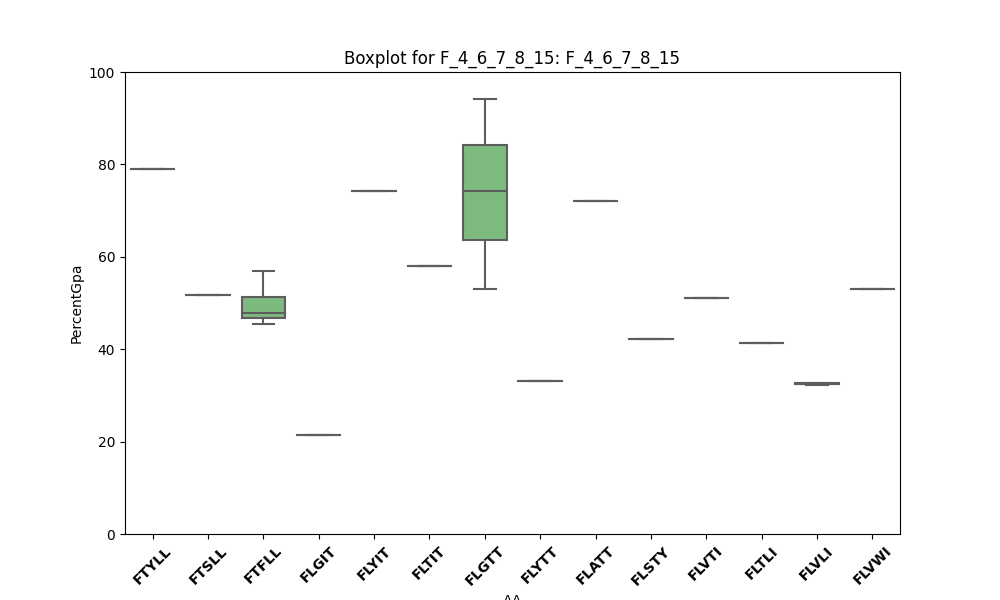 Boxplot for F_4_6_7_8_15: F_4_6_7_8_15
PercentGpa
100
80
60
40
20
0
FTYLL
FTSLL
FTFLL
FLGIT
FLYIT
FLTIT
FLGTT
FLYTT
FLATT
FLSTY
FLVTI
FLTLI
FLVLI
FLVWI
AA